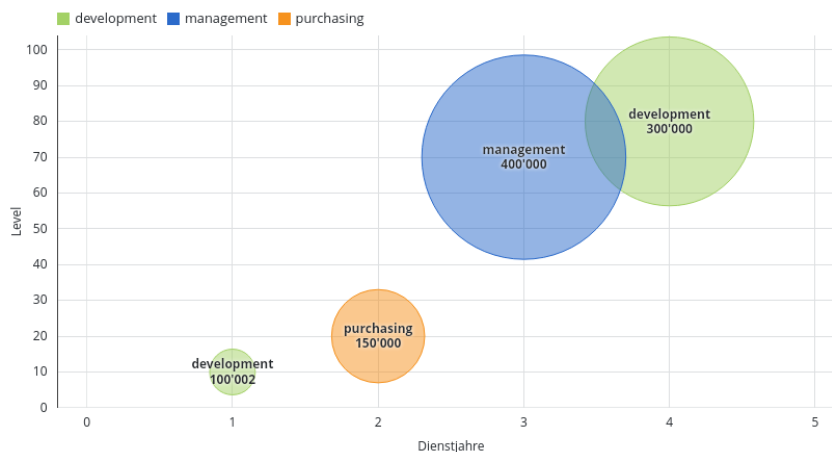 development management purchasing
100
90
80
70
60
50
40
30
20
10
0
Level
development
300'000
management
400'000
purchasing
150'000
development
100'002
0 1 2 3 4 5
Dienstjahre